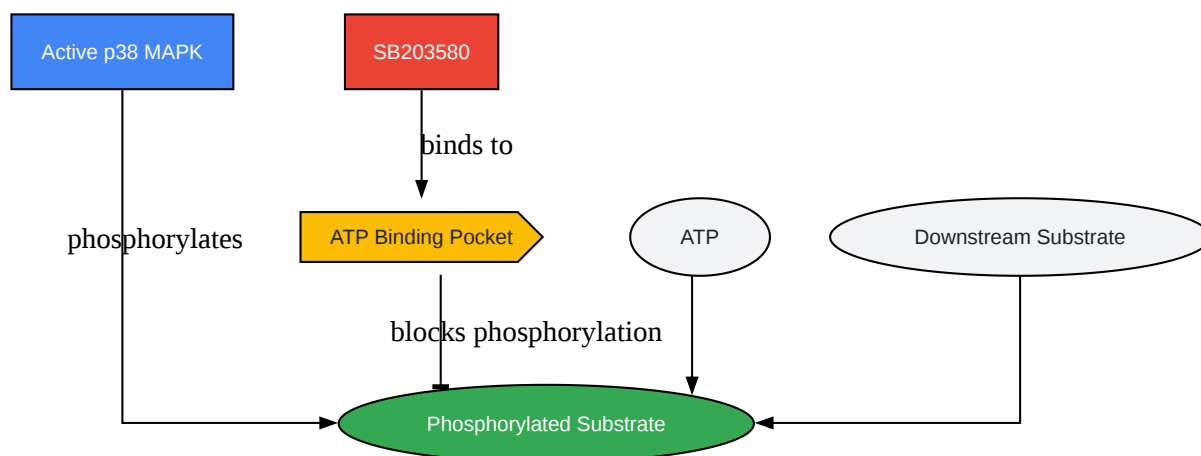 Active p38 MAPK
SB203580
binds to
phosphorylates
ATP Binding Pocket
ATP
Downstream Substrate
blocks phosphorylation
Phosphorylated Substrate